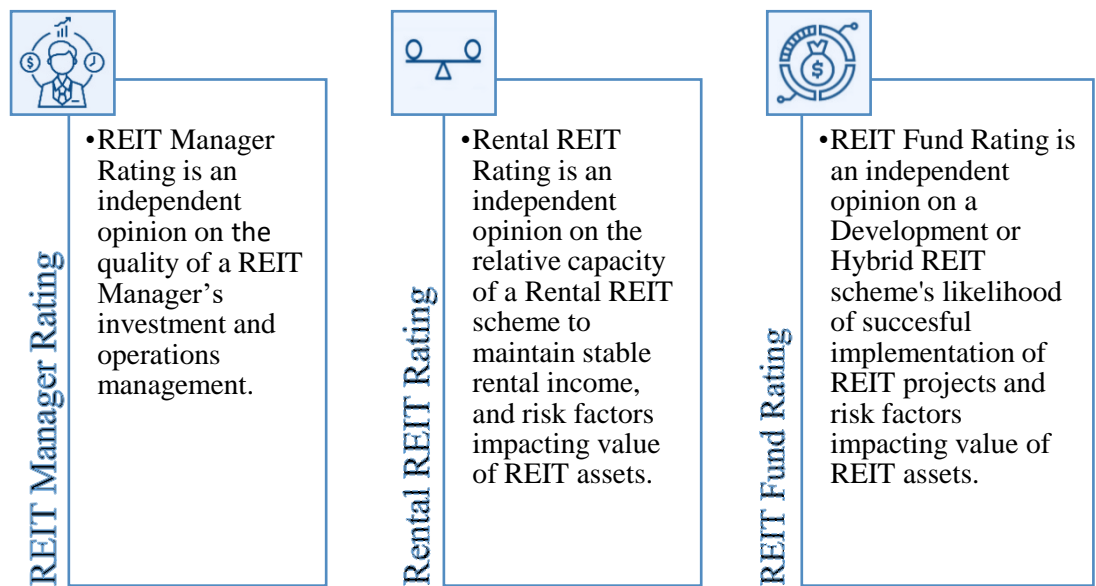 REIT Manager Rating
•REIT Manager
Rating is an
independent
opinion on the
quality of a REIT
Manager’s
investment and
operations
management.
Rental REIT Rating
•Rental REIT
Rating is an
independent
opinion on the
relative capacity
of a Rental REIT
scheme to
maintain stable
rental income,
and risk factors
impacting value
of REIT assets.
REIT Fund Rating
•REIT Fund Rating is
an independent
opinion on a
Development or
Hybrid REIT
scheme's likelihood
of succesful
implementation of
REIT projects and
risk factors
impacting value of
REIT assets.